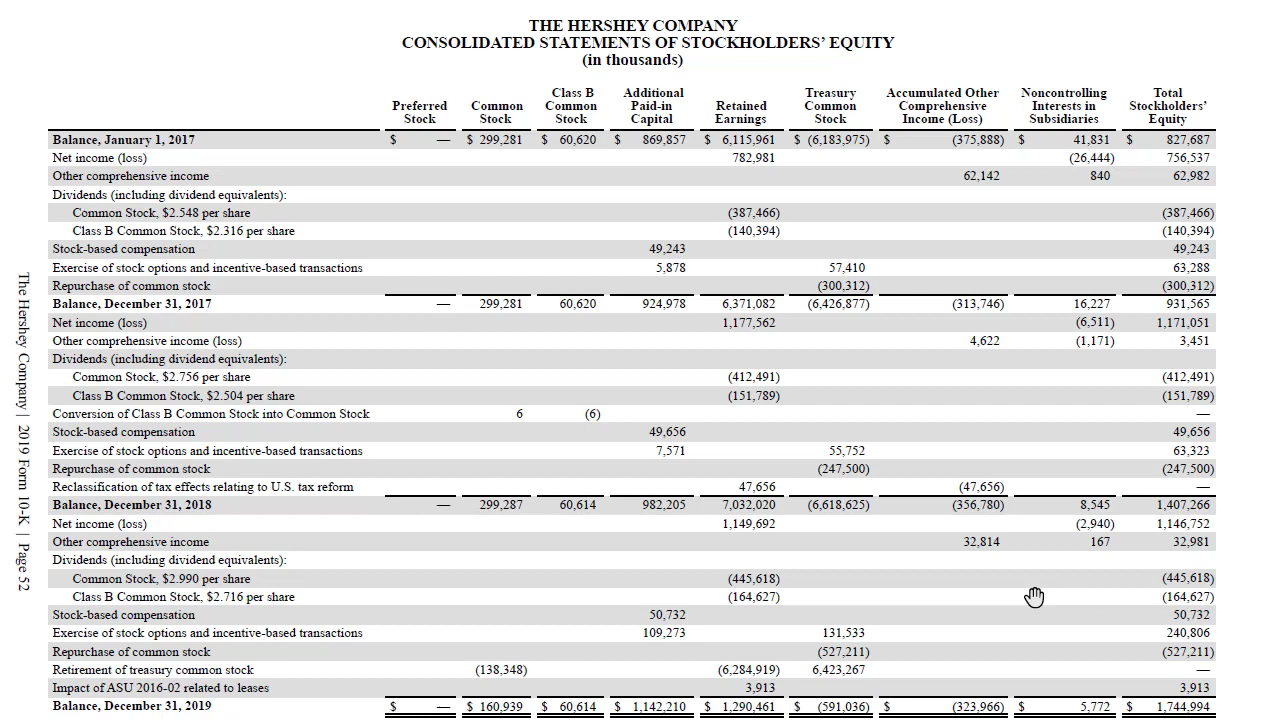 THE HERSHEY COMPANY
CONSOLIDATED STATEMENTS OF STOCKHOLDERS’ EQUITY
(in thousands)
Preferred Stock Common Stock Class B Common Stock Additional Paid-in Capital Retained Earnings Treasury Common Stock Accumulated Other Comprehensive Income (Loss) Noncontrolling Interests in Subsidiaries Total Stockholders’ Equity
Balance, January 1, 2017 $ — $ 299,281 $ 60,620 $ 869,857 $ 6,115,961 $ (6,183,975) $ (375,888) $ 41,831 $ 827,687
Net income (loss) 782,981 (26,444) 756,537
Other comprehensive income 62,142 840 62,982
Dividends (including dividend equivalents):
Common Stock, $2.548 per share (387,466) (387,466)
Class B Common Stock, $2.316 per share (140,394) (140,394)
Stock-based compensation 49,243 49,243
Exercise of stock options and incentive-based transactions 5,878 57,410 63,288
Repurchase of common stock (300,312) (300,312)
Balance, December 31, 2017 — 299,281 60,620 924,978 6,371,082 (6,426,877) (313,746) 16,227 931,565
Net income (loss) 1,177,562 (6,511) 1,171,051
Other comprehensive income (loss) 4,622 (1,171) 3,451
Dividends (including dividend equivalents):
Common Stock, $2.756 per share (412,491) (412,491)
Class B Common Stock, $2.504 per share (151,789) (151,789)
Conversion of Class B Common Stock into Common Stock 6 (6) —
Stock-based compensation 49,656 49,656
Exercise of stock options and incentive-based transactions 7,571 55,752 63,323
Repurchase of common stock (247,500) (247,500)
Reclassification of tax effects relating to U.S. tax reform 47,656 (47,656) —
Balance, December 31, 2018 — 299,287 60,614 982,205 7,032,020 (6,618,625) (356,780) 8,545 1,407,266
Net income (loss) 1,149,692 (2,940) 1,146,752
Other comprehensive income 32,814 167 32,981
Dividends (including dividend equivalents):
Common Stock, $2.990 per share (445,618) (445,618)
Class B Common Stock, $2.716 per share (164,627) (164,627)
Stock-based compensation 50,732 50,732
Exercise of stock options and incentive-based transactions 109,273 131,533 240,806
Repurchase of common stock (527,211) (527,211)
Retirement of treasury common stock (138,348) (6,284,919) 6,423,267 —
Impact of ASU 2016-02 related to leases 3,913 3,913
Balance, December 31, 2019 $ — $ 160,939 $ 60,614 $ 1,142,210 $ 1,290,461 $ (591,036) $ (323,966) $ 5,772 $ 1,744,994
The Hershey Company | 2019 Form 10-K | Page 52